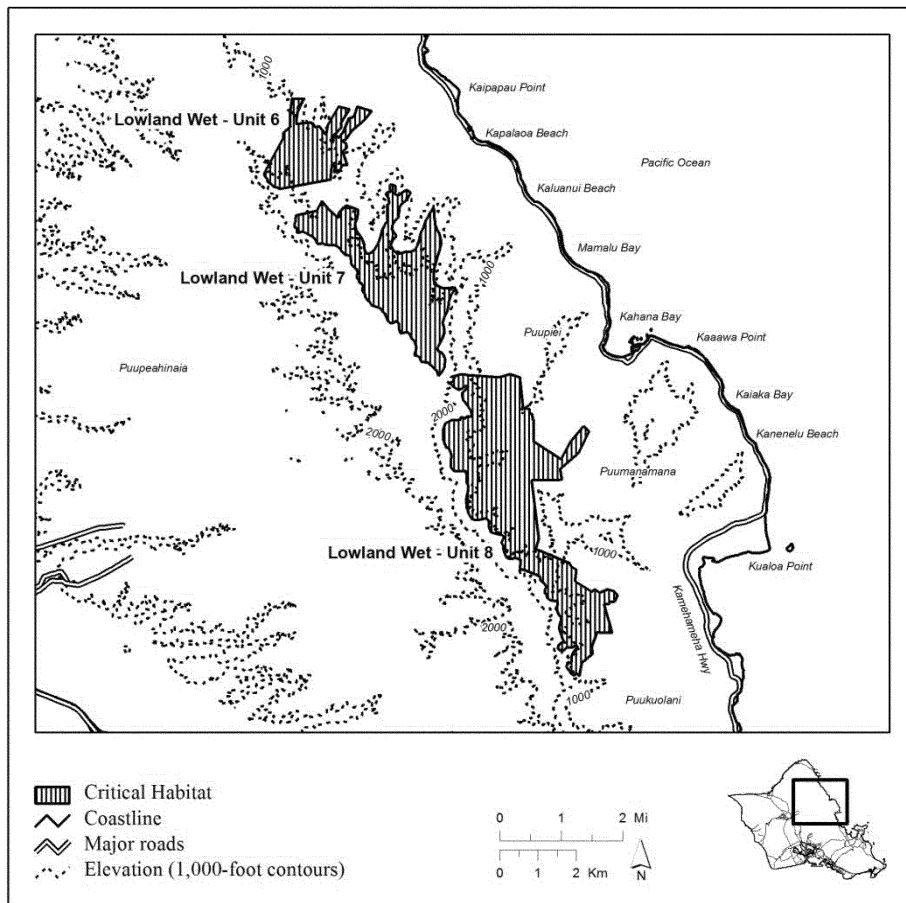 1000
Kaipapau Point
Lowland Wet - Unit 6
Kapalaoa Beach
Pacific Ocean
Kaluanui Beach
Mamalu Bay
Lowland Wet - Unit 7
1000
Kahana Bay
Puupiei
Kaaawa Point
Puupeahinaia
Kaiaka Bay
2000
2000
Kanenelu Beach
Puumanamana
Lowland Wet - Unit 8
1000
Kualoa Point
Kamehameha Hwy
2000
1000
Puukuolani
Critical Habitat
Coastline
Major roads
Elevation (1,000-foot contours)
0 1 2 Mi
0 1 2 Km
N